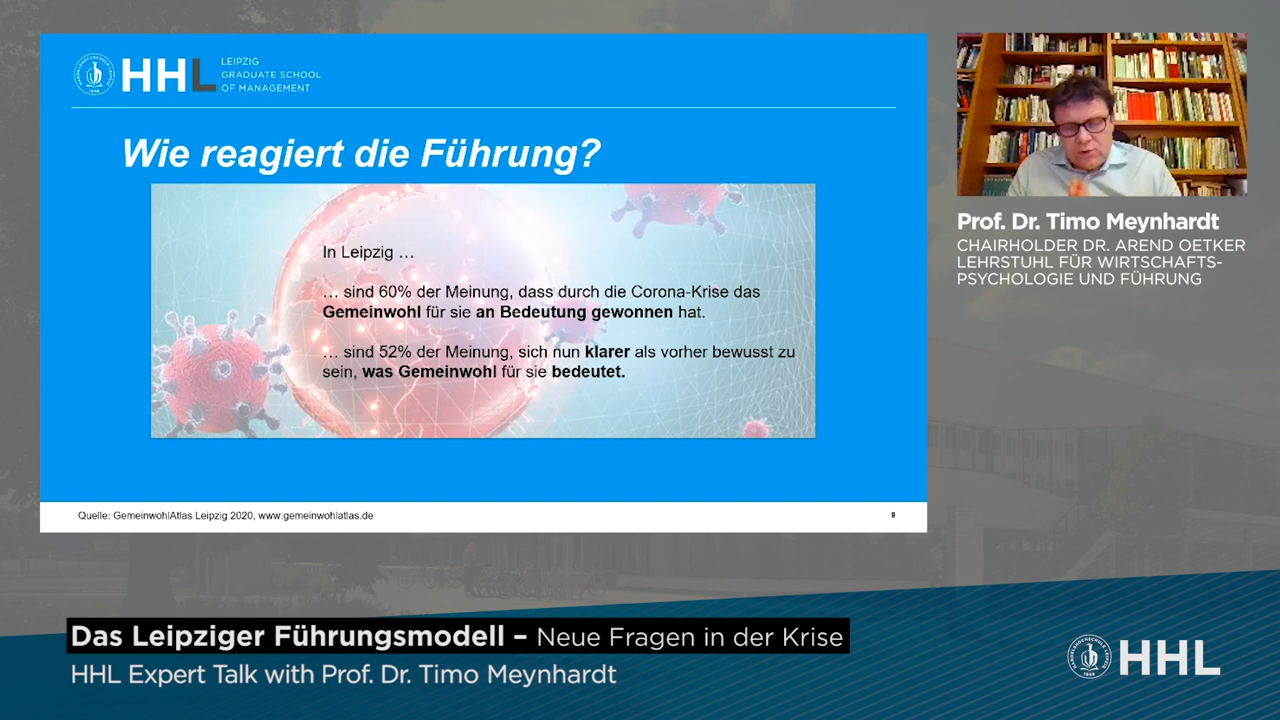 HHL
LEIPZIG
GRADUATE SCHOOL
OF MANAGEMENT
Wie reagiert die Führung?
In Leipzig …
… sind 60% der Meinung, dass durch die Corona-Krise das
Gemeinwohl für sie an Bedeutung gewonnen hat.
… sind 52% der Meinung, sich nun klarer als vorher bewusst zu
sein, was Gemeinwohl für sie bedeutet.
Quelle: GemeinwohlAtlas Leipzig 2020, www.gemeinwohlatlas.de
9
Prof. Dr. Timo Meynhardt
CHAIRHOLDER DR. AREND OETKER
LEHRSTUHL FÜR WIRTSCHAFTS-
PSYCHOLOGIE UND FÜHRUNG
Das Leipziger Führungsmodell – Neue Fragen in der Krise
HHL Expert Talk with Prof. Dr. Timo Meynhardt
HHL